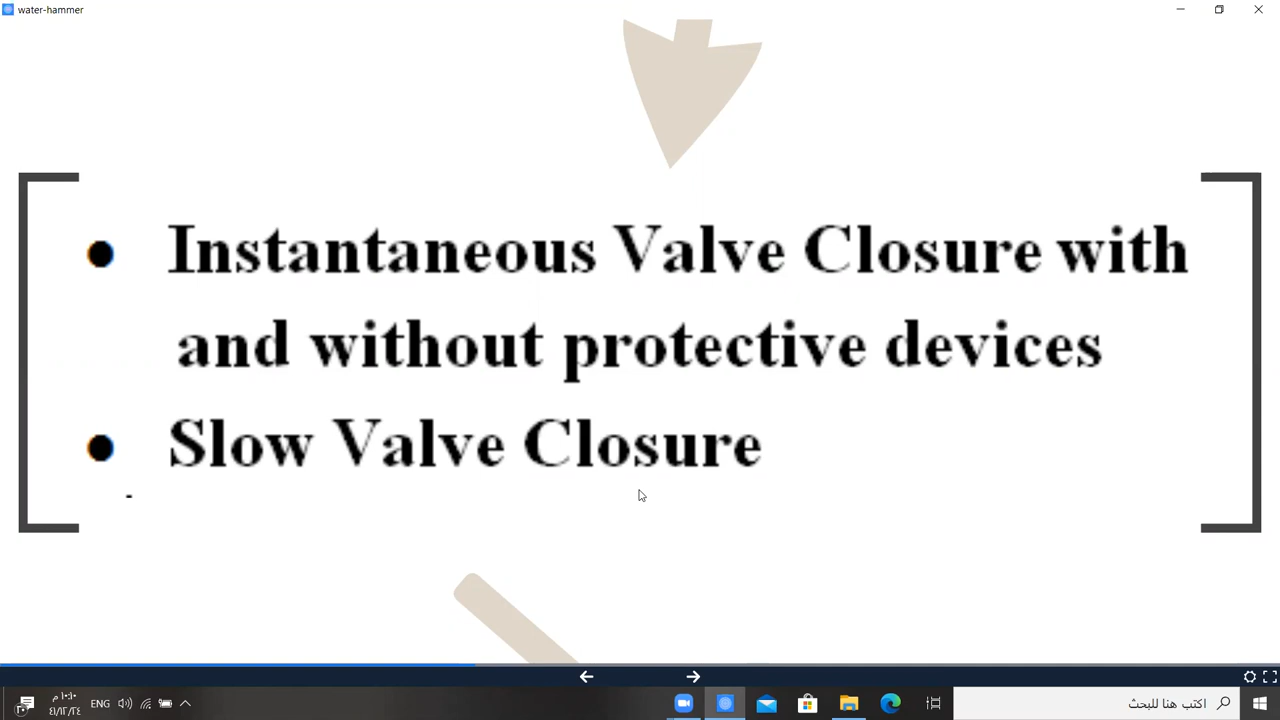 water-hammer
• Instantaneous Valve Closure with
and without protective devices
• Slow Valve Closure
ENG
اكتب هنا للبحث